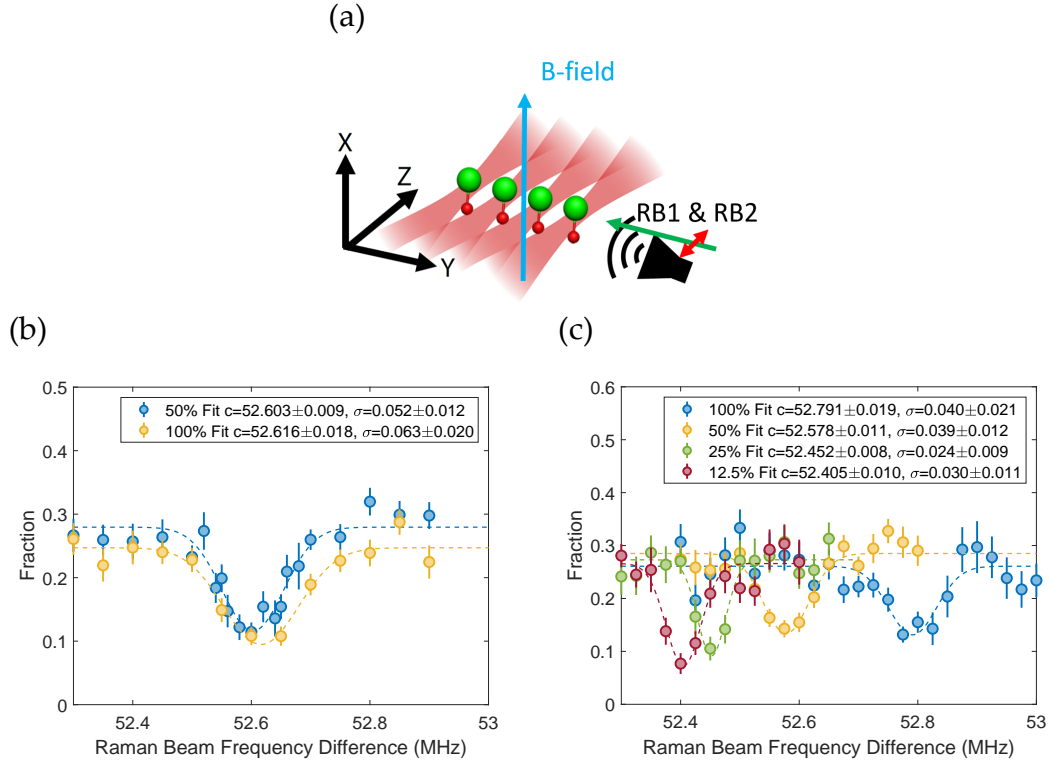 (a)
B-field
X
Z
Y
RB1 & RB2
(b)
0.5
0.4
0.3
0.2
0.1
0
Fraction
50% Fit c=52.603±0.009, σ=0.052±0.012
100% Fit c=52.616±0.018, σ=0.063±0.020
52.4 52.6 52.8 53
Raman Beam Frequency Difference (MHz)
(c)
0.6
0.5
0.4
0.3
0.2
0.1
0
Fraction
100% Fit c=52.791±0.019, σ=0.040±0.021
50% Fit c=52.578±0.011, σ=0.039±0.012
25% Fit c=52.452±0.008, σ=0.024±0.009
12.5% Fit c=52.405±0.010, σ=0.030±0.011
52.4 52.6 52.8 53
Raman Beam Frequency Difference (MHz)